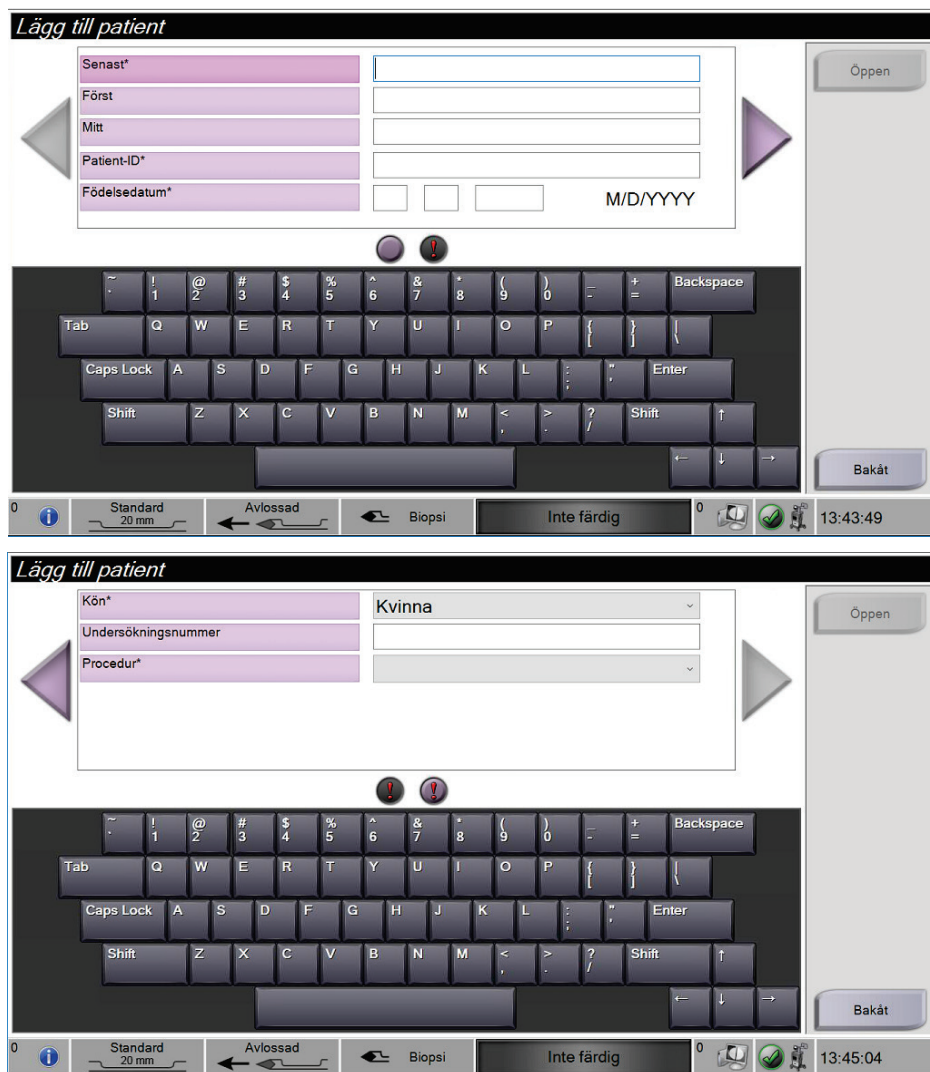 Lägg till patient
Senast*
Öppen
Först
Mitt
Patient-ID*
Födelsedatum* M/D/YYYY
~ ! @ # $ % ^ & * ( ) _ + Backspace
` 1 2 3 4 5 6 7 8 9 0 - =
Tab Q W E R T Y U I O P { } |
[ ] \
Caps Lock A S D F G H J K L : " Enter
; '
Shift Z X C V B N M < > ? Shift ↑
, . /
← ↓ →
Bakåt
0 Standard 20 mm Avlossad Biopsi Inte färdig 0 13:43:49
Lägg till patient
Kön* Kvinna
Öppen
Undersökningsnummer
Procedur*
~ ! @ # $ % ^ & * ( ) _ + Backspace
` 1 2 3 4 5 6 7 8 9 0 - =
Tab Q W E R T Y U I O P { } |
[ ] \
Caps Lock A S D F G H J K L : " Enter
; '
Shift Z X C V B N M < > ? Shift ↑
, . /
← ↓ →
Bakåt
0 Standard 20 mm Avlossad Biopsi Inte färdig 0 13:45:04